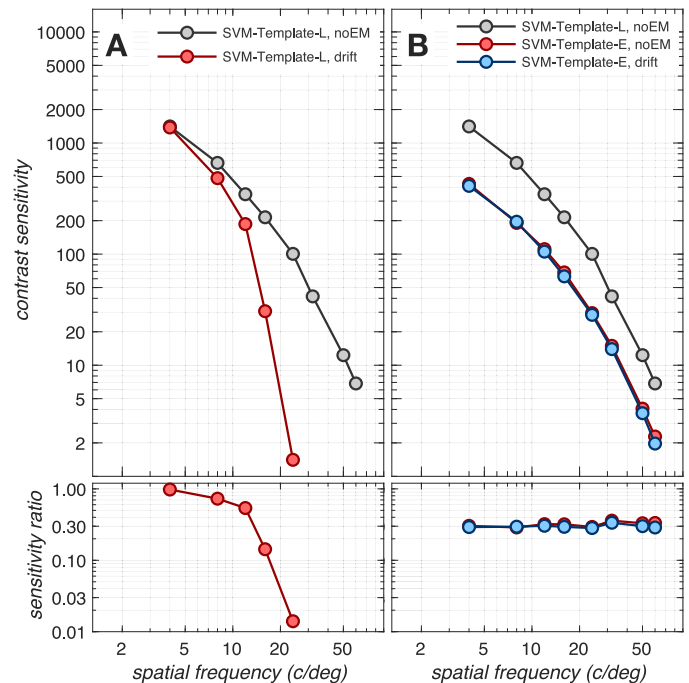 A
SVM-Template-L, noEM
SVM-Template-L, drift
B
SVM-Template-L, noEM
SVM-Template-E, noEM
SVM-Template-E, drift
contrast sensitivity
10000
5000
2000
1000
500
200
100
50
20
10
5
2
sensitivity ratio
1.00
0.30
0.10
0.03
0.01
2 5 10 20 50
2 5 10 20 50
spatial frequency (c/deg)
spatial frequency (c/deg)